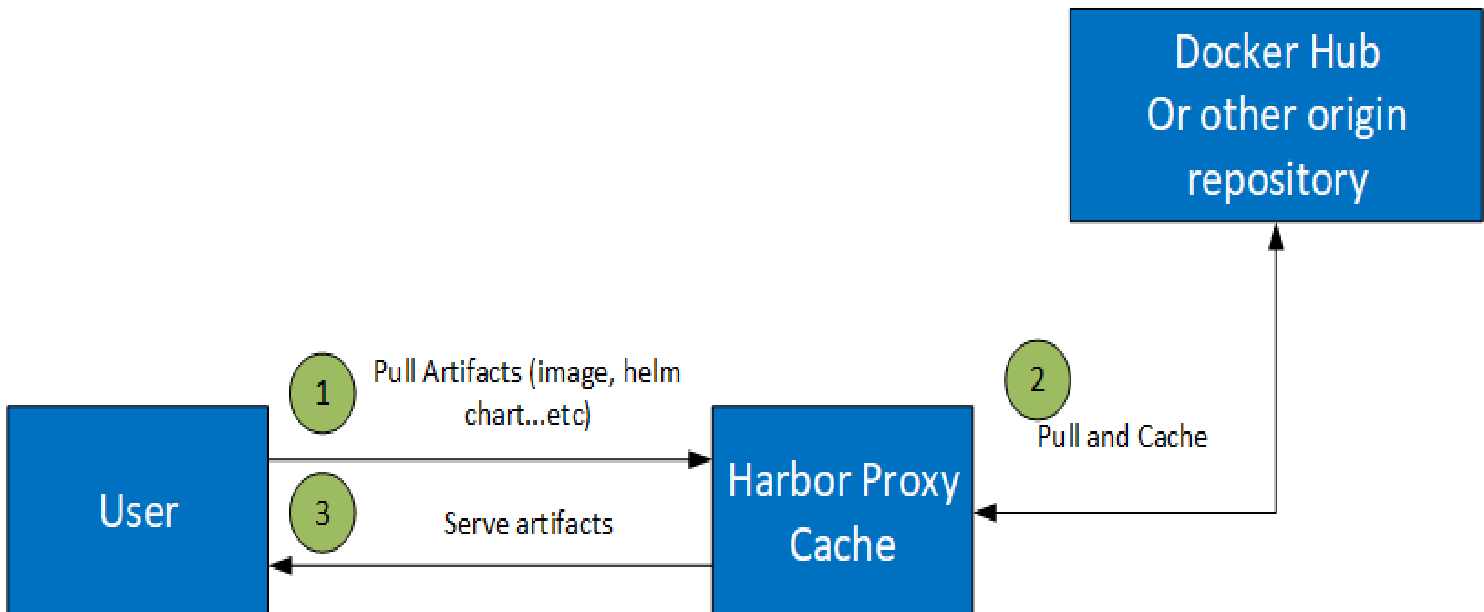 Docker Hub
Or other origin
repository
1
Pull Artifacts (image, helm
chart...etc)
2
Pull and Cache
User
3
Serve artifacts
Harbor Proxy
Cache